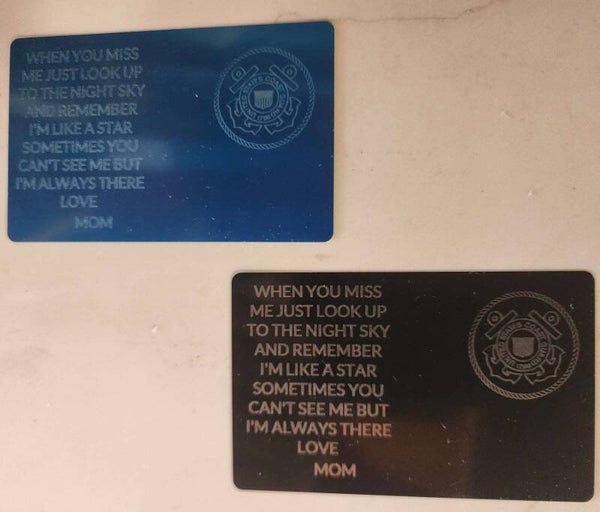 WHEN YOU MISS
ME JUST LOOK UP
TO THE NIGHT SKY
AND REMEMBER
I'M LIKE A STAR
SOMETIMES YOU
CAN'T SEE ME BUT
I'M ALWAYS THERE
LOVE
MOM
WHEN YOU MISS
ME JUST LOOK UP
TO THE NIGHT SKY
AND REMEMBER
I'M LIKE A STAR
SOMETIMES YOU
CAN'T SEE ME BUT
I'M ALWAYS THERE
LOVE
MOM